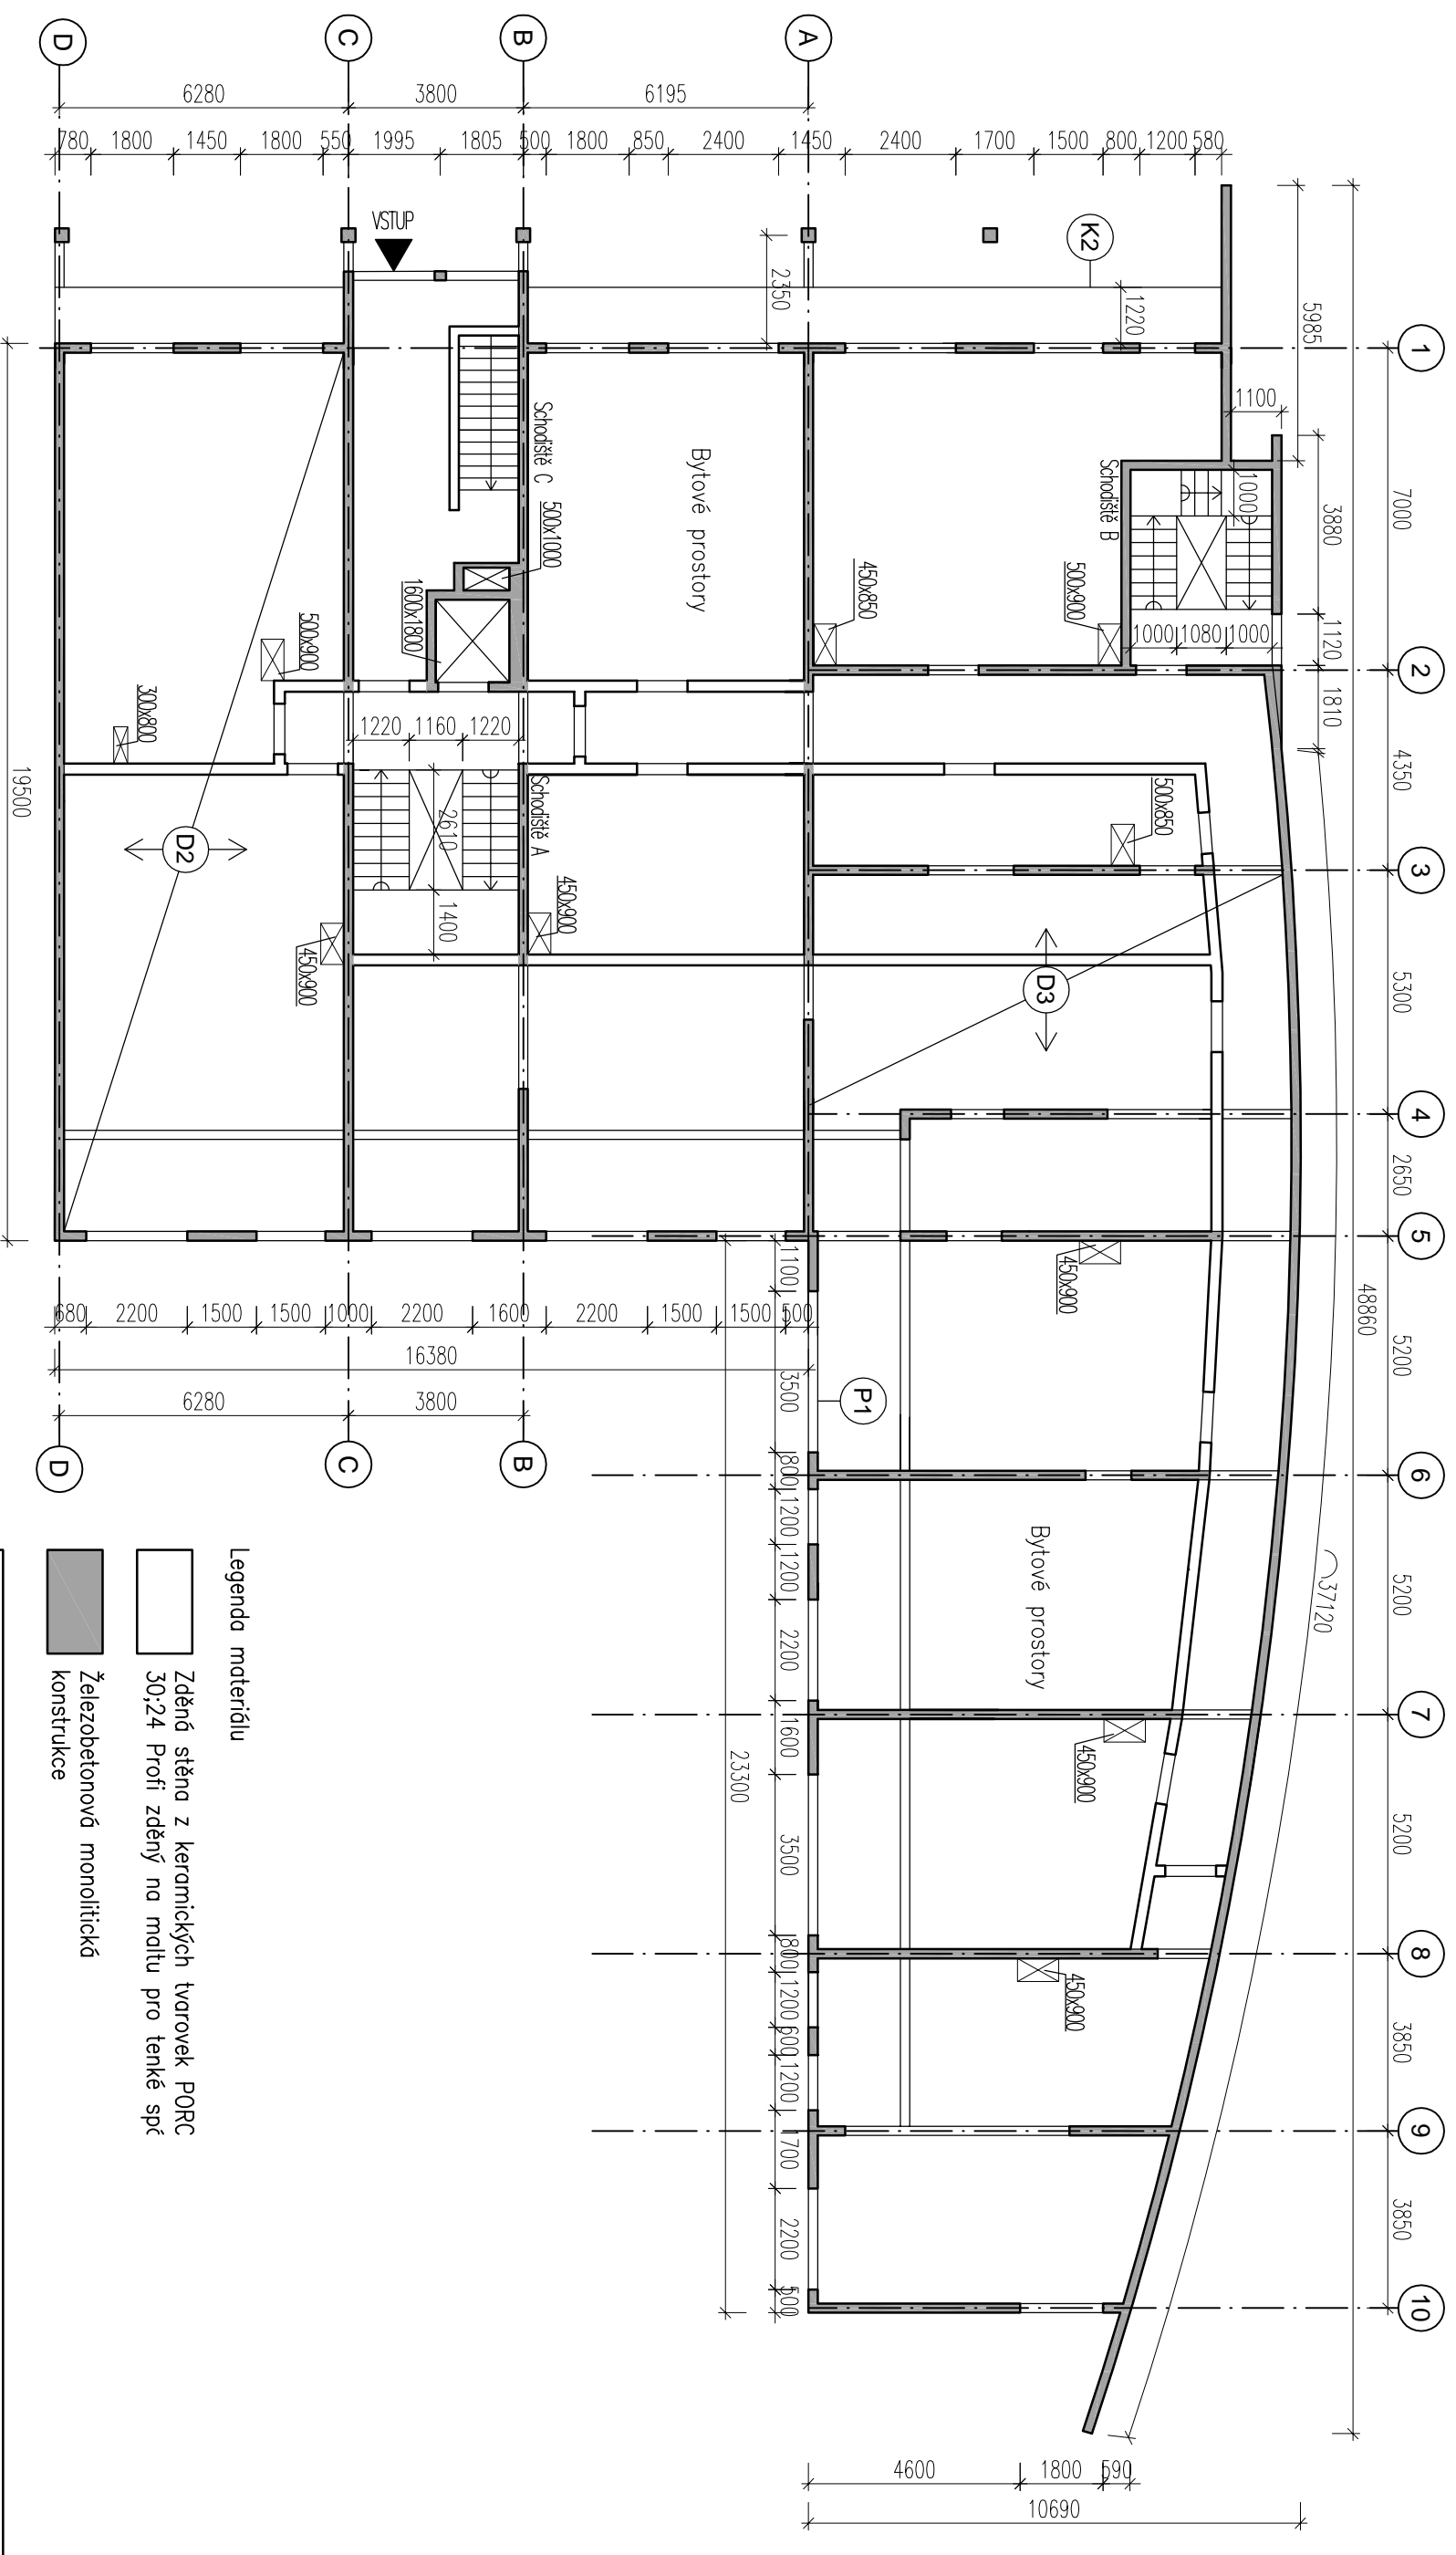 D
C
B
A
6280
3800
6195
780
1800
1450
1800
550
1995
1805
500
1800
850
2400
1450
2400
1700
1500
800
1200
580
VSTUP
K2
2350
1220
5985
48860
1
2
3
4
5
6
7
8
9
10
7000
4350
5300
2650
5200
5200
5200
3850
3850
1100
3880
1120
1810
37120
1000
Schodiště B
1000
1080
1000
Schodiště C
500x1000
1600x1800
Bytové prostory
450x850
500x900
500x900
300x800
1220
1160
1220
Schodiště A
2610
1400
450x900
450x900
500x850
D2
D3
19500
450x900
1100
3500
800
1200
1200
2200
1600
3500
800
1200
600
1200
1700
2200
500
23300
680
2200
1500
1500
1000
2200
1600
2200
1500
1500
500
16380
6280
3800
P1
D
C
B
Bytové prostory
450x900
450x900
4600
1800
590
10690
Legenda materiálu
Zděná stěna z keramických tvarovek PORC
30;24 Profi zděný na maltu pro tenké
Železobetonová monolitická
konstrukce